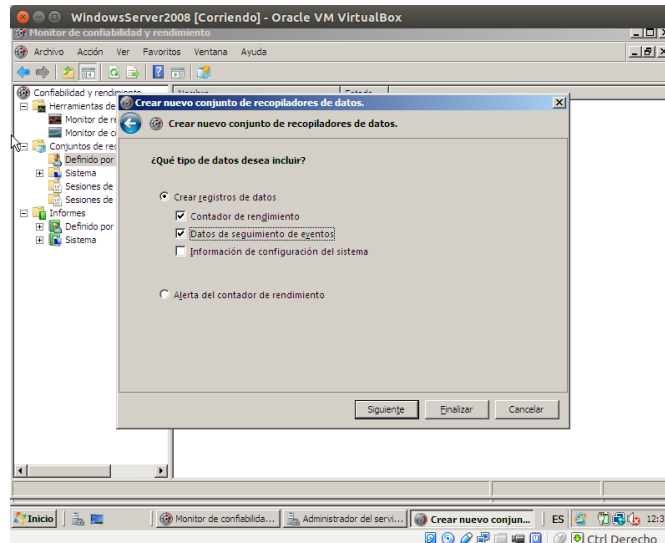 WindowsServer2008 [Corriendo] - Oracle VM VirtualBox
Monitor de confiabilidad y rendimiento
Archivo Acción Ver Favoritos Ventana Ayuda
Confiabilidad y rendimiento
Nombre Estado
Herramientas de
Crear nuevo conjunto de recopiladores de datos.
Monitor de re
Crear nuevo conjunto de recopiladores de datos.
Monitor de c
Conjuntos de rec
Definido por
¿Qué tipo de datos desea incluir?
Sistema
Sesiones de
Sesiones de
Crear registros de datos
Informes
Contador de rendimiento
Definido por
Datos de seguimiento de eventos
Sistema
Información de configuración del sistema
Alerta del contador de rendimiento
Siguiente Finalizar Cancelar
Inicio Monitor de confiabilida... Administrador del servi... Crear nuevo conjun... ES 12:3
Ctrl Derecho